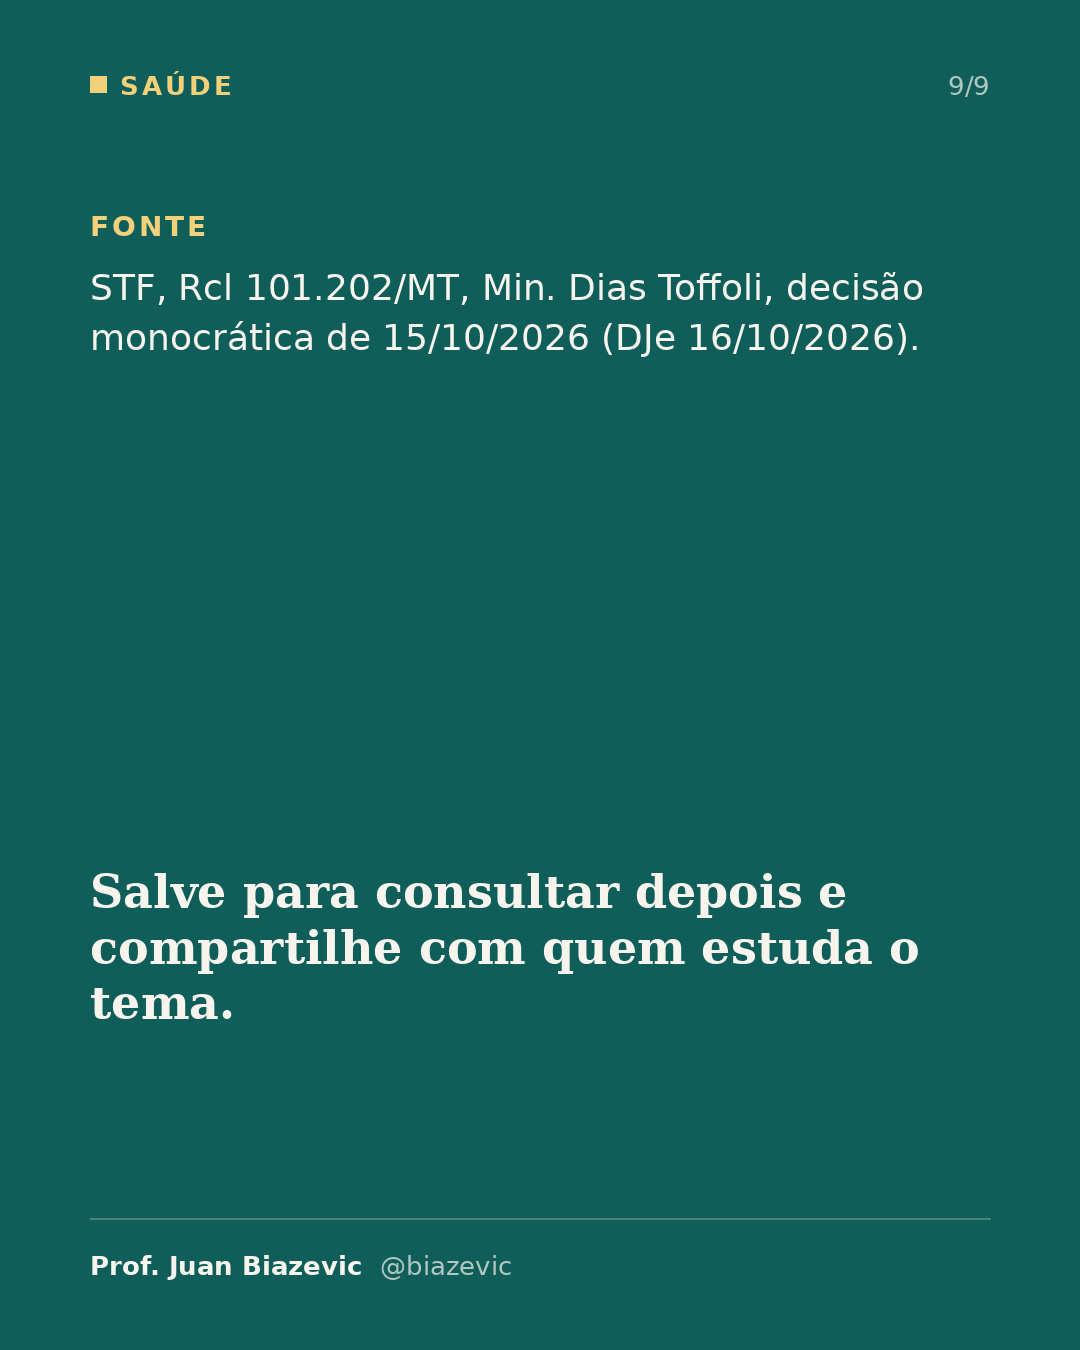 SAÚDE
9/9
FONTE
STF, Rcl 101.202/MT, Min. Dias Toffoli, decisão
monocrática de 15/10/2026 (DJe 16/10/2026).
Salve para consultar depois e
compartilhe com quem estuda o
tema.
Prof. Juan Biazevic @biazevic